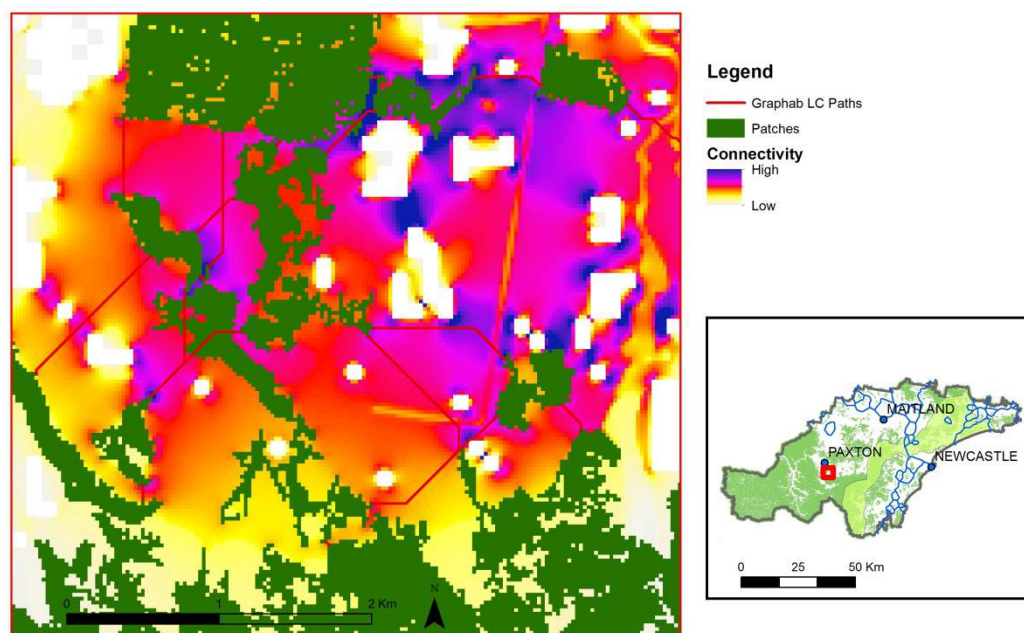 Legend
Graphab LC Paths
Patches
Connectivity
High
Low
MAITLAND
PAXTON
NEWCASTLE
0 25 50 Km
N
0 1 2 Km